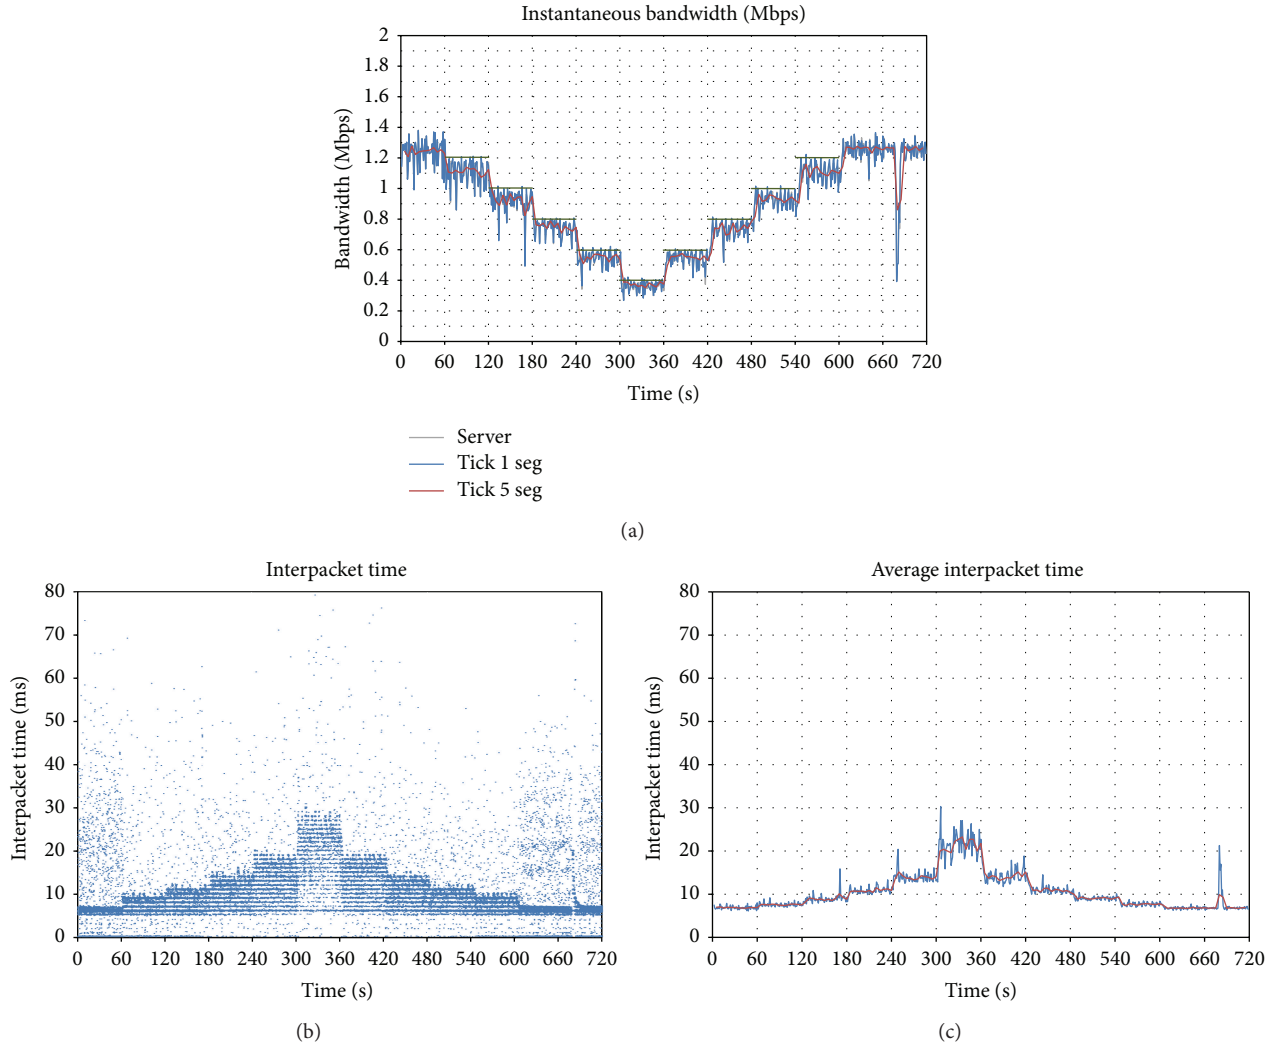 Instantaneous bandwidth (Mbps)
2
1.8
1.6
1.4
1.2
1
0.8
0.6
0.4
0.2
0
Bandwidth (Mbps)
0 60 120 180 240 300 360 420 480 540 600 660 720
Time (s)
Server
Tick 1 seg
Tick 5 seg
(a)
Interpacket time
80
70
60
50
40
30
20
10
0
Interpacket time (ms)
0 60 120 180 240 300 360 420 480 540 600 660 720
Time (s)
(b)
Average interpacket time
80
70
60
50
40
30
20
10
0
Interpacket time (ms)
0 60 120 180 240 300 360 420 480 540 600 660 720
Time (s)
(c)